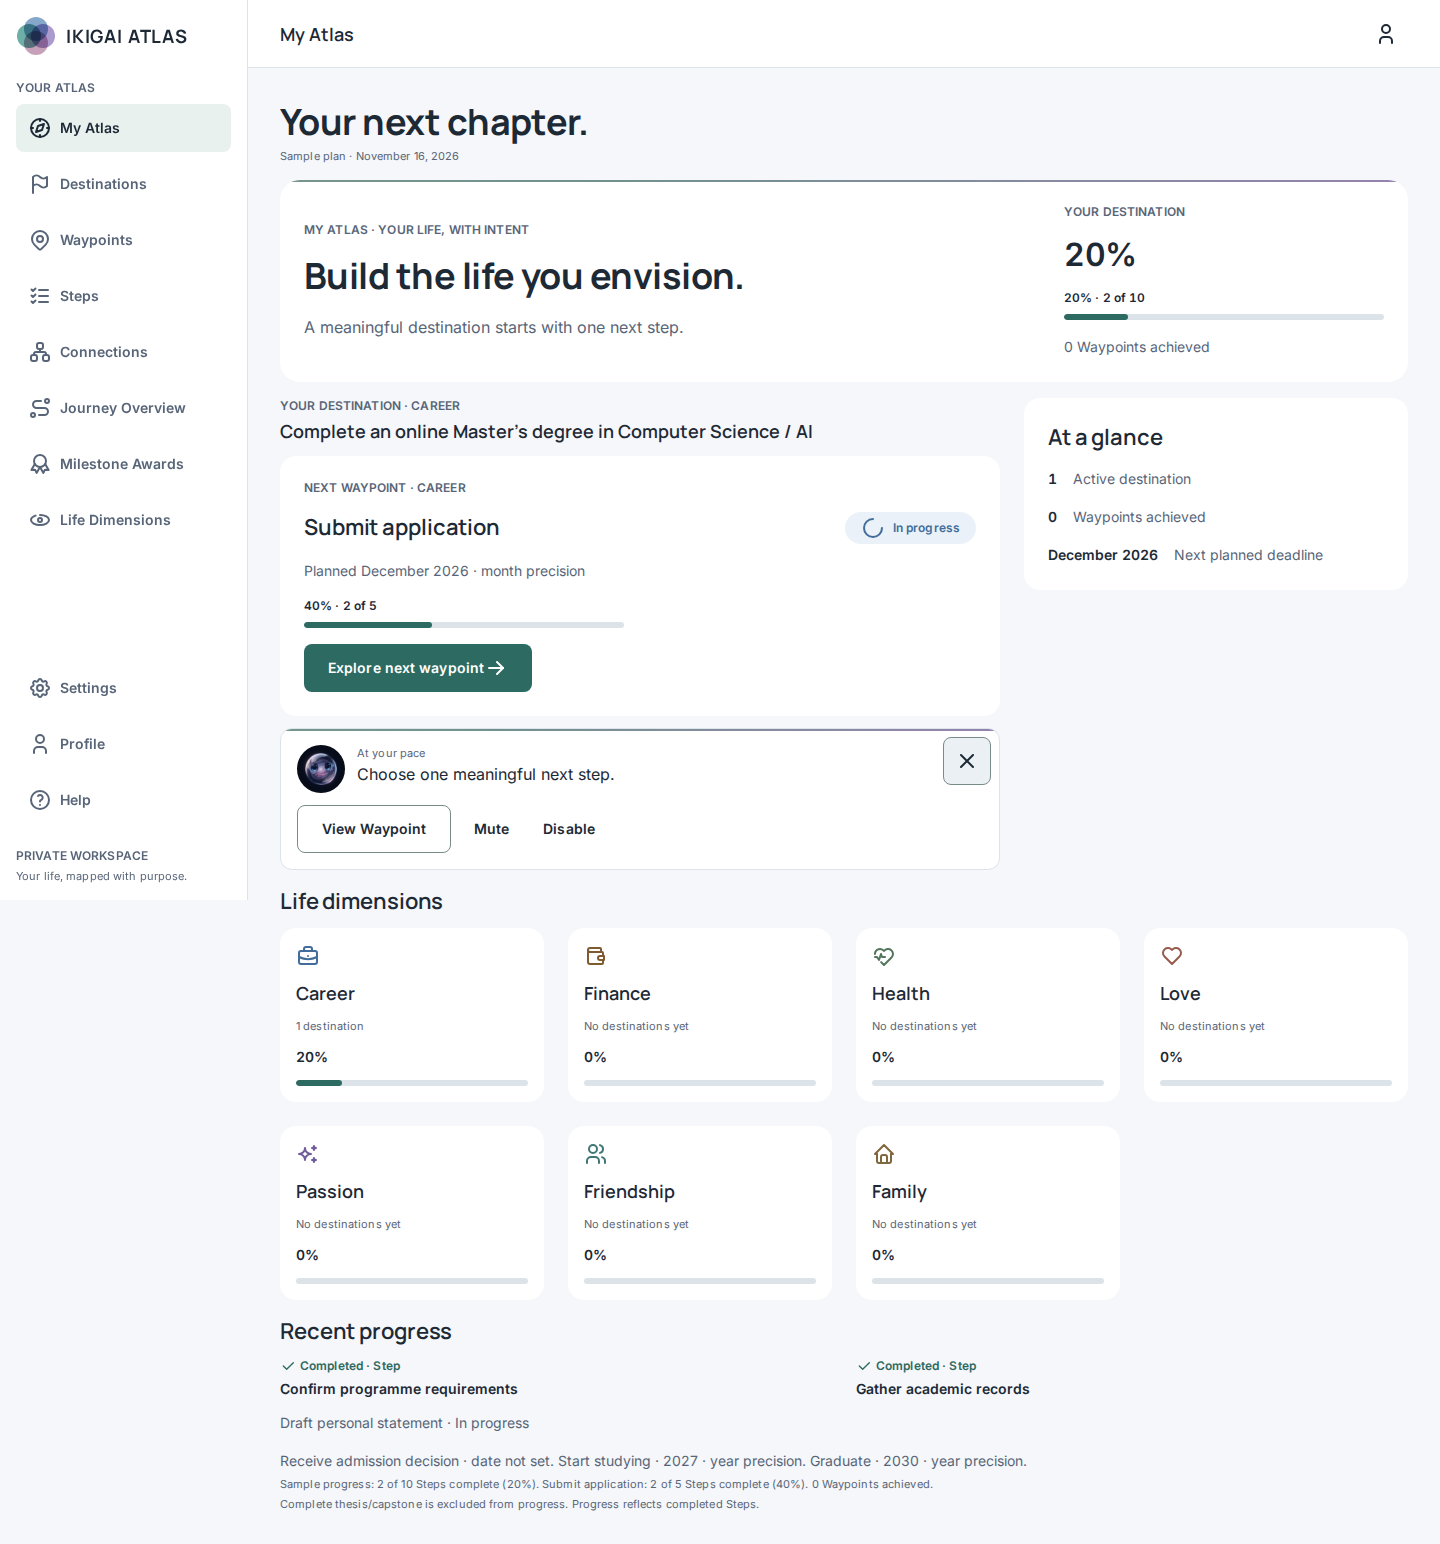 IKIGAI ATLAS
YOUR ATLAS
My Atlas
Destinations
Waypoints
Steps
Connections
Journey Overview
Milestone Awards
Life Dimensions
Settings
Profile
Help
PRIVATE WORKSPACE
Your life, mapped with purpose.
My Atlas
Your next chapter.
Sample plan · November 16, 2026
MY ATLAS · YOUR LIFE, WITH INTENT
Build the life you envision.
A meaningful destination starts with one next step.
YOUR DESTINATION
20%
20% · 2 of 10
0 Waypoints achieved
YOUR DESTINATION · CAREER
Complete an online Master's degree in Computer Science / AI
NEXT WAYPOINT · CAREER
Submit application
In progress
Planned December 2026 · month precision
40% · 2 of 5
Explore next waypoint
At a glance
1 Active destination
0 Waypoints achieved
December 2026 Next planned deadline
At your pace
Choose one meaningful next step.
View Waypoint Mute Disable
Life dimensions
Career
1 destination
20%
Finance
No destinations yet
0%
Health
No destinations yet
0%
Love
No destinations yet
0%
Passion
No destinations yet
0%
Friendship
No destinations yet
0%
Family
No destinations yet
0%
Recent progress
Completed · Step
Confirm programme requirements
Completed · Step
Gather academic records
Draft personal statement · In progress
Receive admission decision · date not set. Start studying · 2027 · year precision. Graduate · 2030 · year precision.
Sample progress: 2 of 10 Steps complete (20%). Submit application: 2 of 5 Steps complete (40%). 0 Waypoints achieved.
Complete thesis/capstone is excluded from progress. Progress reflects completed Steps.